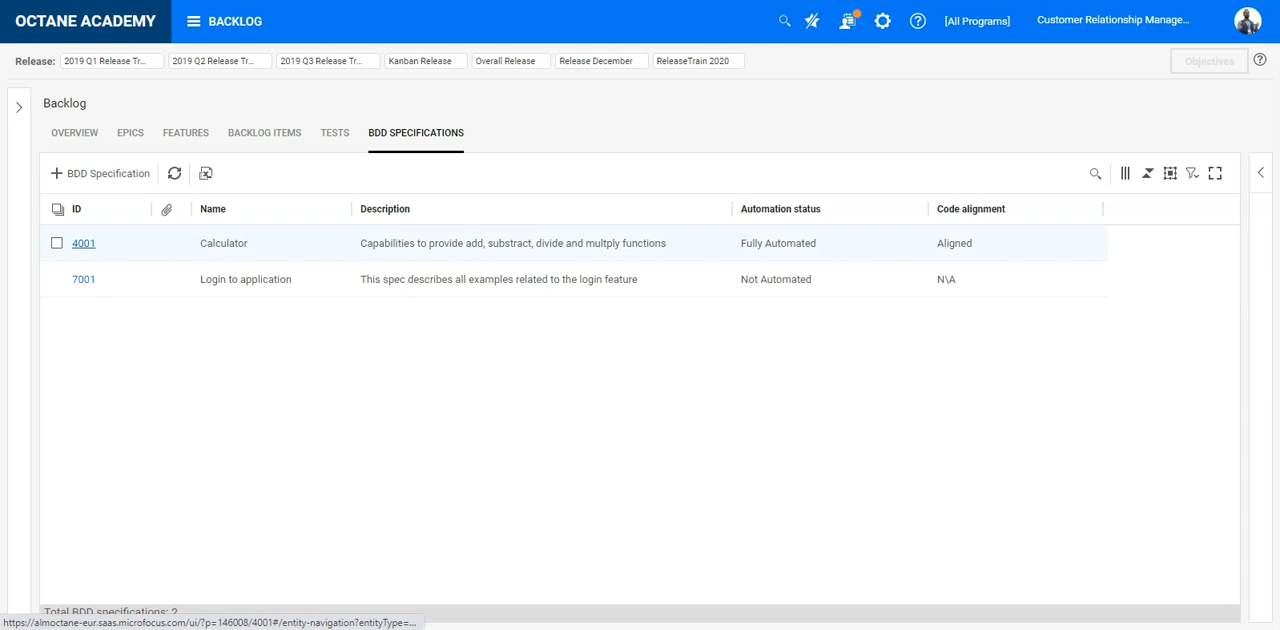 OCTANE ACADEMY BACKLOG [All Programs] Customer Relationship Manage...
Release: 2019 Q1 Release Tr... 2019 Q2 Release Tr... 2019 Q3 Release Tr... Kanban Release Overall Release Release December ReleaseTrain 2020 Objectives
Backlog
OVERVIEW EPICS FEATURES BACKLOG ITEMS TESTS BDD SPECIFICATIONS
+ BDD Specification
ID Name Description Automation status Code alignment
4001 Calculator Capabilities to provide add, substract, divide and multply functions Fully Automated Aligned
7001 Login to application This spec describes all examples related to the login feature Not Automated N\A
Total BDD specifications: 2
https://almoctane-eur.saas.microfocus.com/ui/?p=146008/4001#/entity-navigation?entityType=...